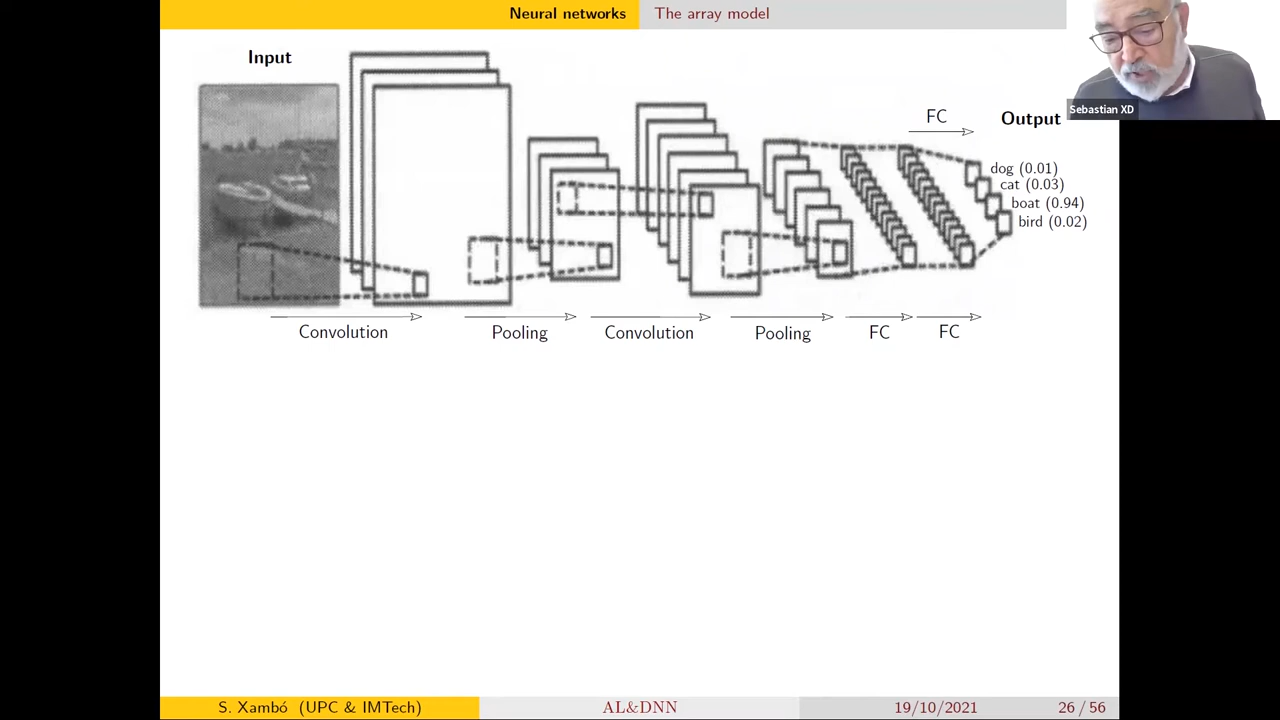 Neural networks The array model
Input
FC
Output
Sebastian XD
dog (0.01)
cat (0.03)
boat (0.94)
bird (0.02)
Convolution Pooling Convolution Pooling FC FC
S. Xambó (UPC & IMTech) AL&DNN 19/10/2021 26 / 56